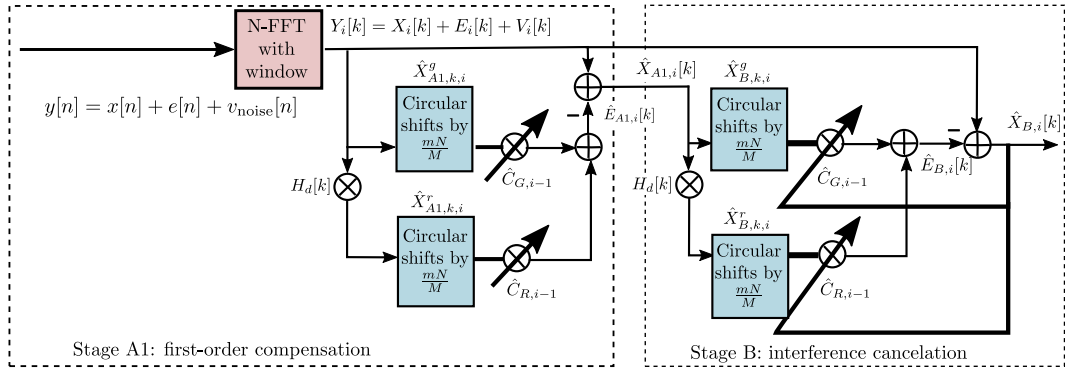 N-FFT
with
window
y[n] = x[n] + e[n] + v_noise[n]
Y_i[k] = X_i[k] + E_i[k] + V_i[k]
X̂^g_{A1,k,i}
Circular
shifts by
mN/M
Ĉ_{G,i−1}
−
Ê_{A1,i}[k]
H_d[k]
X̂^r_{A1,k,i}
Circular
shifts by
mN/M
Ĉ_{R,i−1}
Stage A1: first-order compensation
X̂_{A1,i}[k]
X̂^g_{B,k,i}
Circular
shifts by
mN/M
Ĉ_{G,i−1}
−
Ê_{B,i}[k]
X̂_{B,i}[k]
H_d[k]
X̂^r_{B,k,i}
Circular
shifts by
mN/M
Ĉ_{R,i−1}
Stage B: interference cancelation